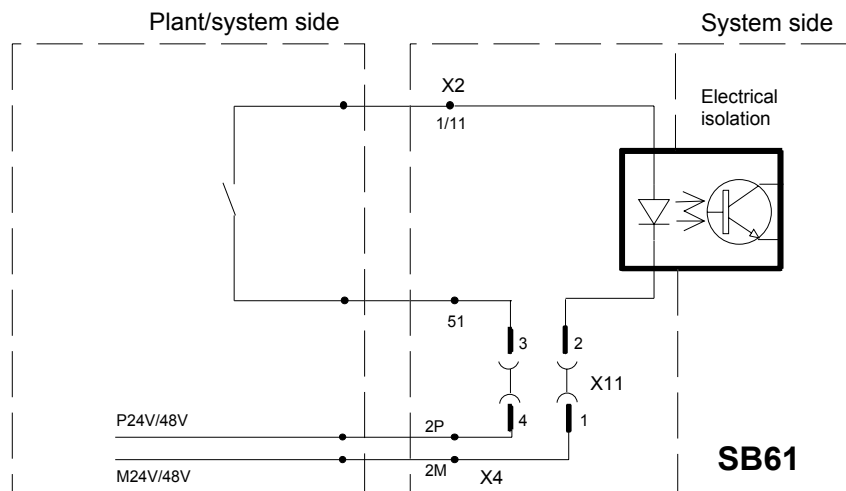 Plant/system side
System side
X2
1/11
Electrical
isolation
51
3
2
X11
P24V/48V
2P
4
1
M24V/48V
2M
X4
SB61